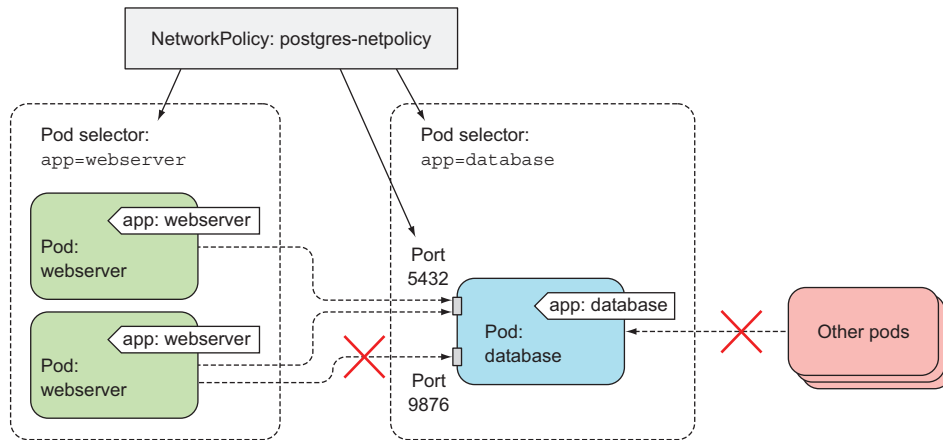 NetworkPolicy: postgres-netpolicy
Pod selector:
app=webserver
Pod selector:
app=database
app: webserver
Pod:
webserver
Port
5432
app: database
Pod:
database
Other pods
app: webserver
Pod:
webserver
Port
9876